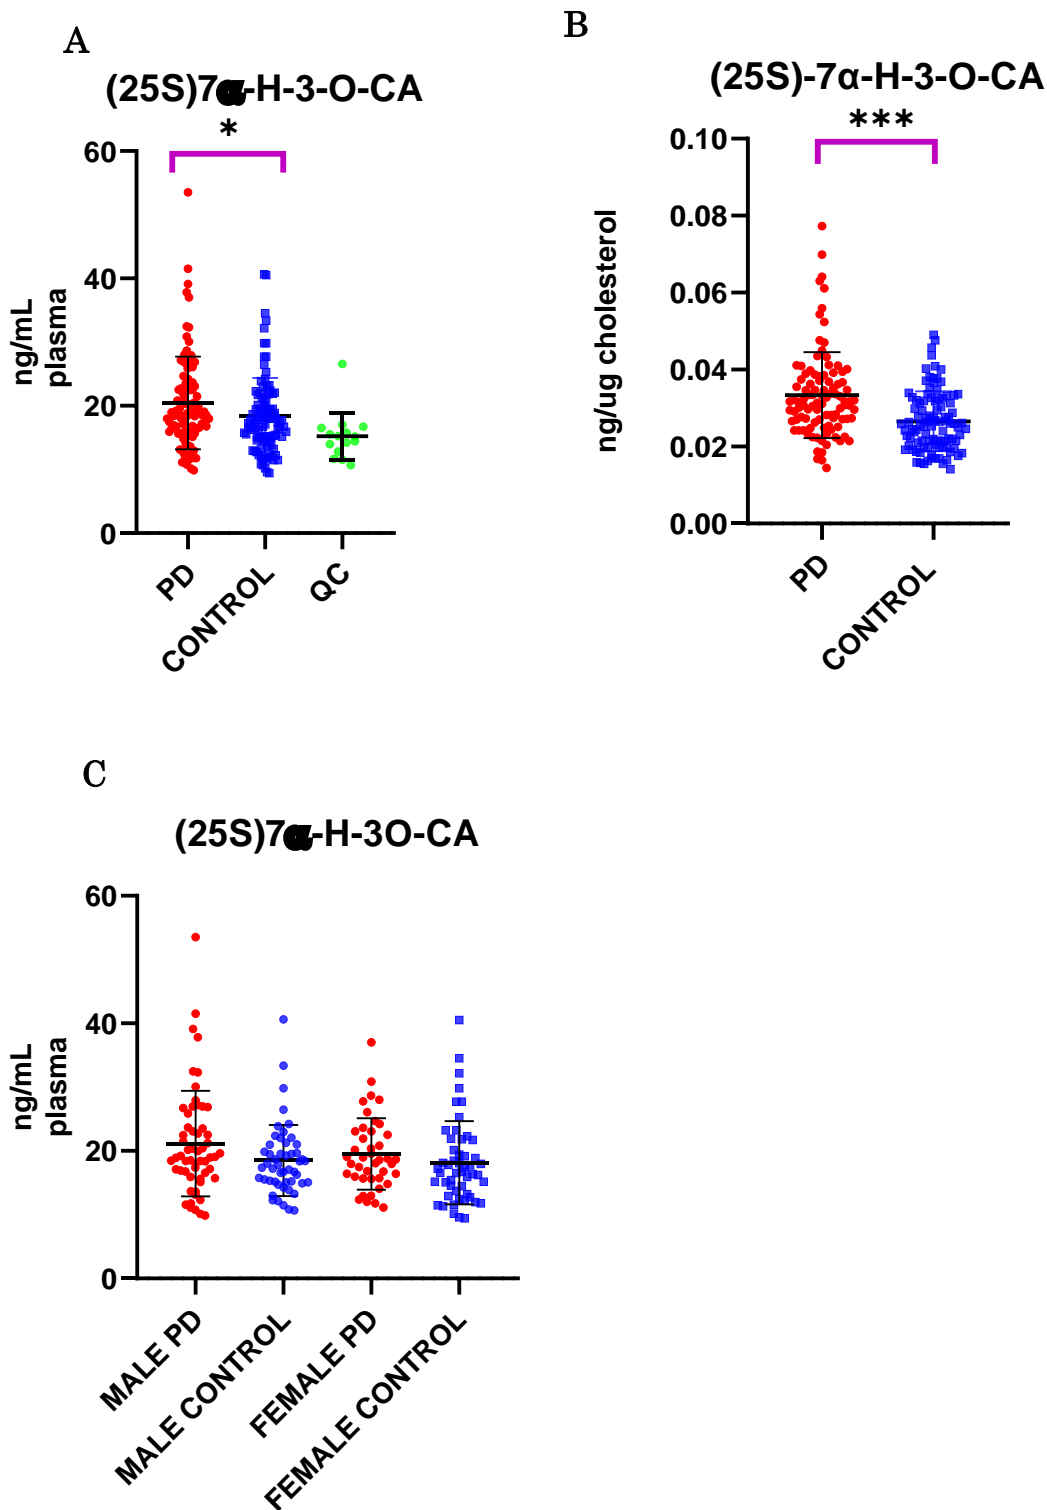 A
(25S)7α-H-3-O-CA
*
60
40
20
0
ng/mL
plasma
PD
CONTROL
QC
B
(25S)-7α-H-3-O-CA
***
0.10
0.08
0.06
0.04
0.02
0.00
ng/ug cholesterol
PD
CONTROL
C
(25S)7α-H-3O-CA
60
40
20
0
ng/mL
plasma
MALE PD
MALE CONTROL
FEMALE PD
FEMALE CONTROL